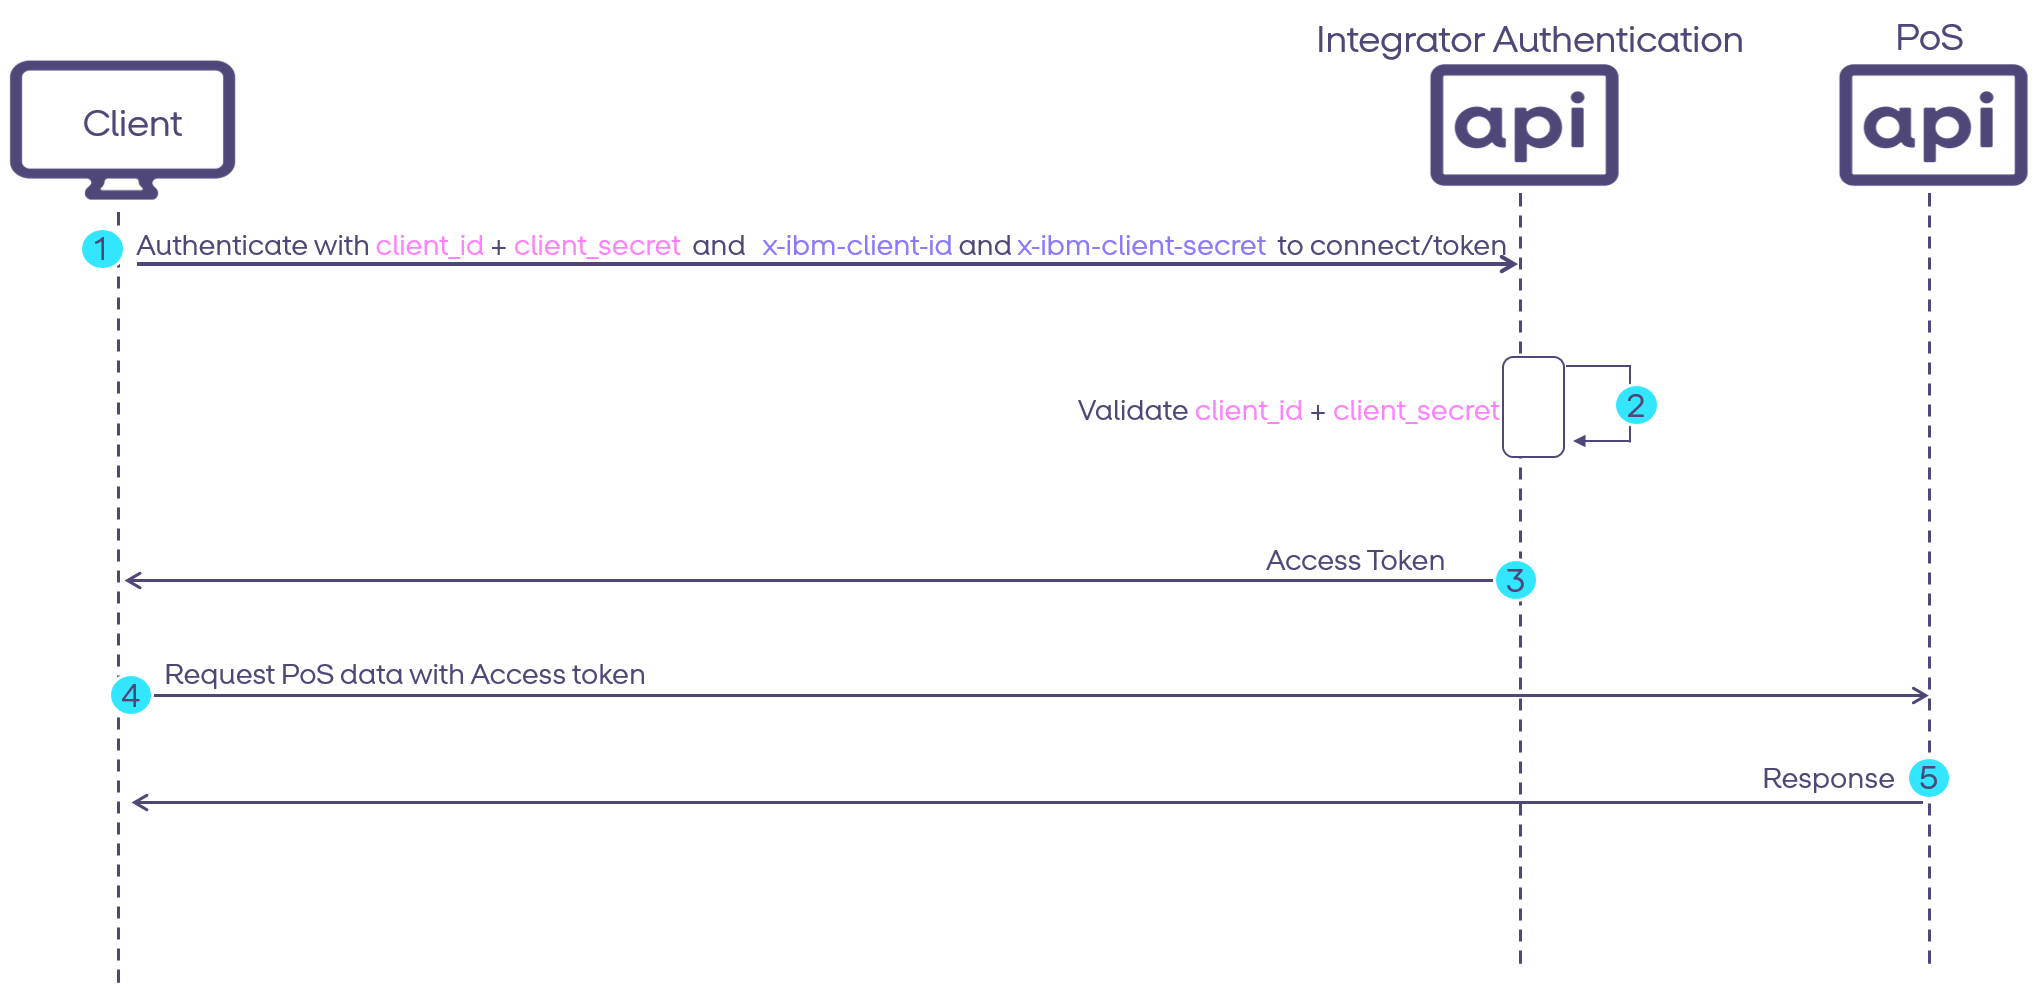 Integrator Authentication
PoS
Client
api
api
1
Authenticate with client_id + client_secret and x-ibm-client-id and x-ibm-client-secret to connect/token
Validate client_id + client_secret
2
Access Token
3
Request PoS data with Access token
4
Response
5